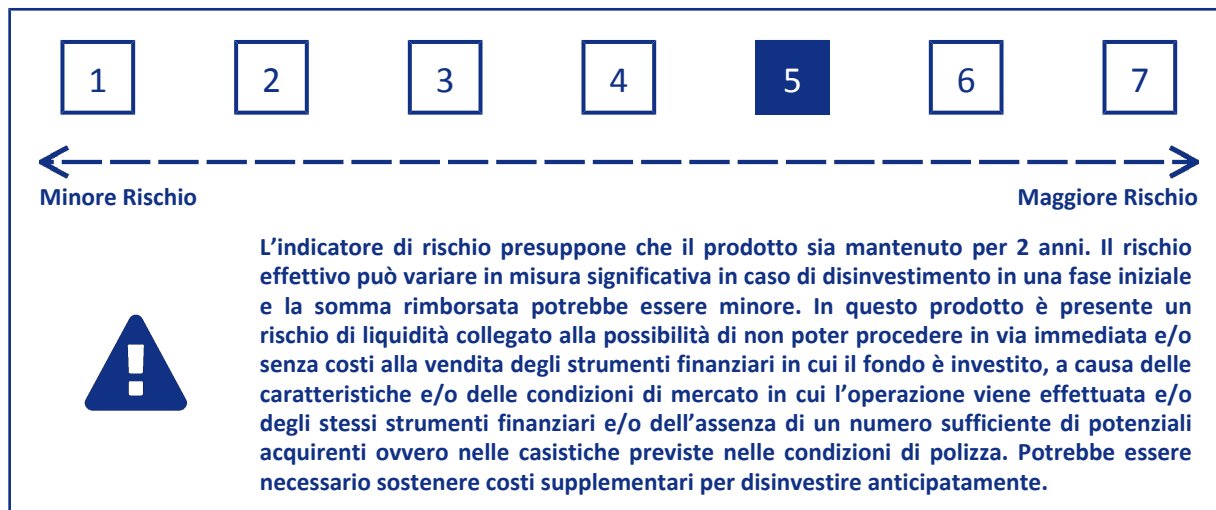 1 2 3 4 5 6 7
Minore Rischio Maggiore Rischio
L’indicatore di rischio presuppone che il prodotto sia mantenuto per 2 anni. Il rischio
effettivo può variare in misura significativa in caso di disinvestimento in una fase iniziale
e la somma rimborsata potrebbe essere minore. In questo prodotto è presente un
rischio di liquidità collegato alla possibilità di non poter procedere in via immediata e/o
senza costi alla vendita degli strumenti finanziari in cui il fondo è investito, a causa delle
caratteristiche e/o delle condizioni di mercato in cui l’operazione viene effettuata e/o
degli stessi strumenti finanziari e/o dell’assenza di un numero sufficiente di potenziali
acquirenti ovvero nelle casistiche previste nelle condizioni di polizza. Potrebbe essere
necessario sostenere costi supplementari per disinvestire anticipatamente.